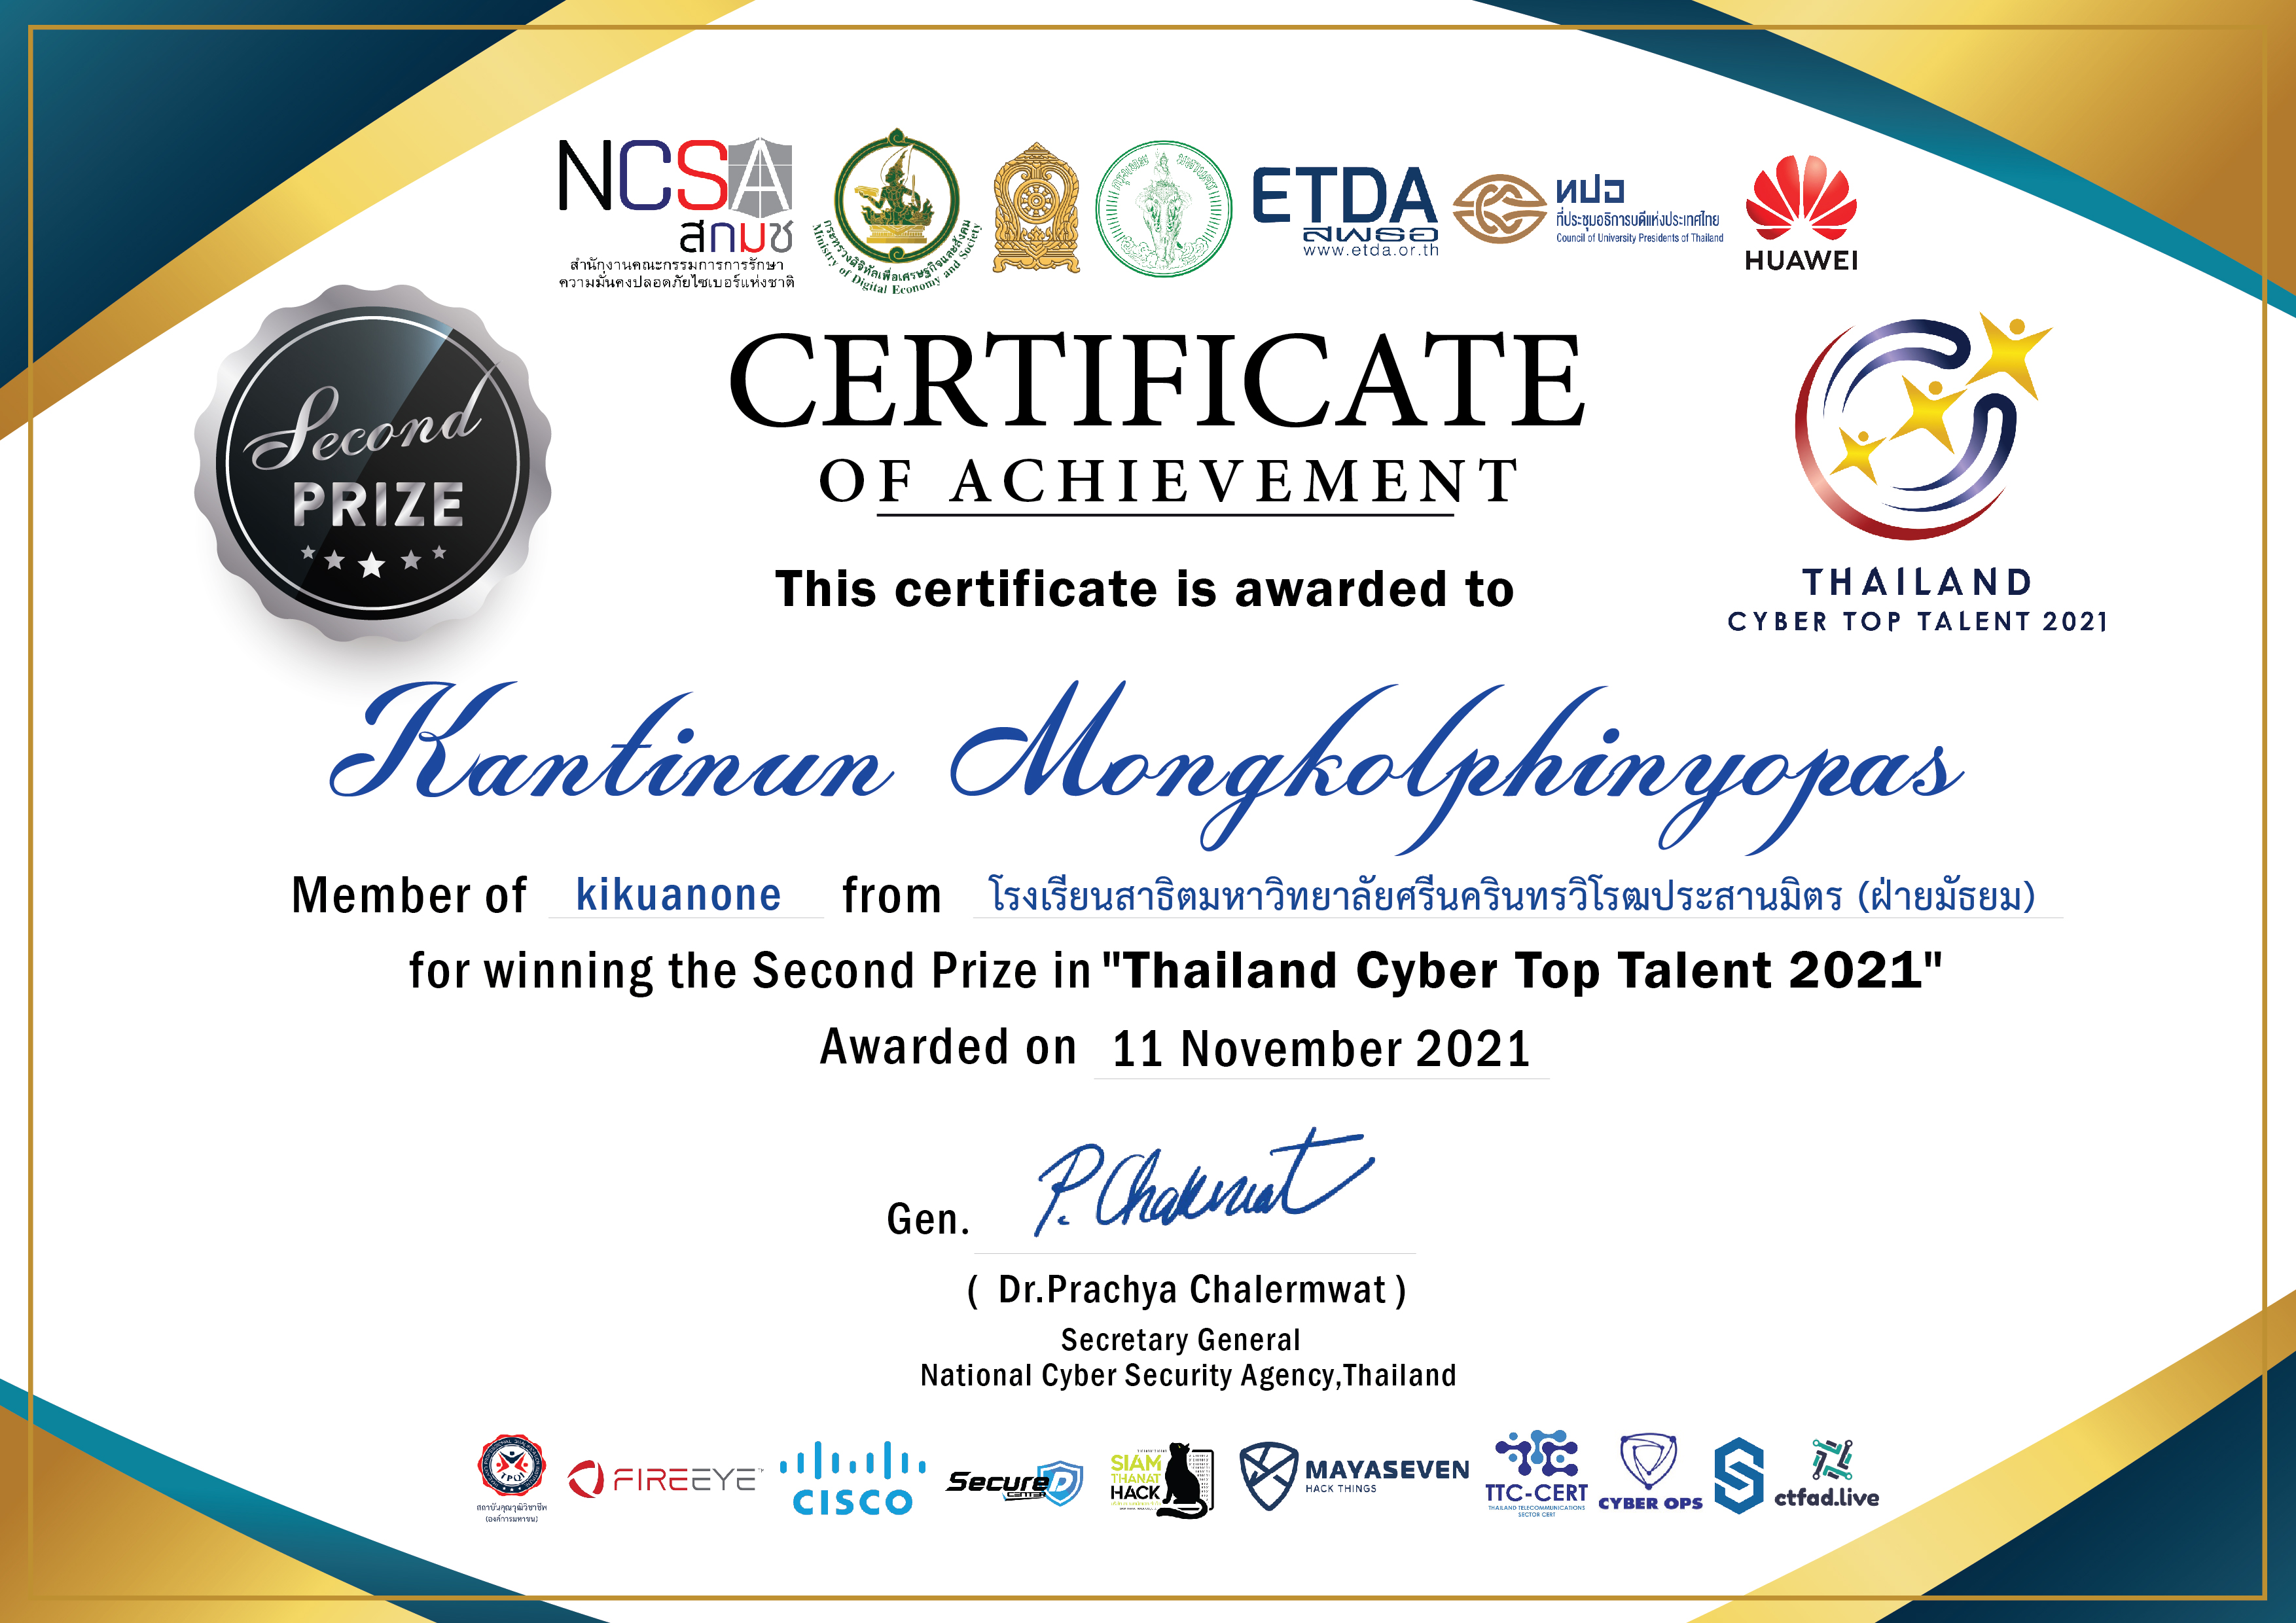 NCSA
สกมช
สำนักงานคณะกรรมการการรักษา
ความมั่นคงปลอดภัยไซเบอร์แห่งชาติ
กระทรวงดิจิทัลเพื่อเศรษฐกิจและสังคม
Ministry of Digital Economy and Society
กรุงเทพ มหานคร
ETDA
สพธอ
www.etda.or.th
ทปอ
ที่ประชุมอธิการบดีแห่งประเทศไทย
Council of University Presidents of Thailand
HUAWEI
Second
PRIZE
CERTIFICATE
OF ACHIEVEMENT
This certificate is awarded to
THAILAND
CYBER TOP TALENT 2021
Kantinun Mongkolphinyopas
Member of kikuanone from โรงเรียนสาธิตมหาวิทยาลัยศรีนครินทรวิโรฒประสานมิตร (ฝ่ายมัธยม)
for winning the Second Prize in "Thailand Cyber Top Talent 2021"
Awarded on 11 November 2021
Gen. P. Chalermwat
( Dr.Prachya Chalermwat )
Secretary General
National Cyber Security Agency,Thailand
TPQI
สถาบันคุณวุฒิวิชาชีพ
(องค์การมหาชน)
FIREEYE
CISCO
SecureD
CENTER
SIAM
THANAT
HACK
MAYASEVEN
HACK THINGS
TTC-CERT
THAILAND TELECOMMUNICATIONS
SECTOR CERT
CYBER OPS
ctfad.live